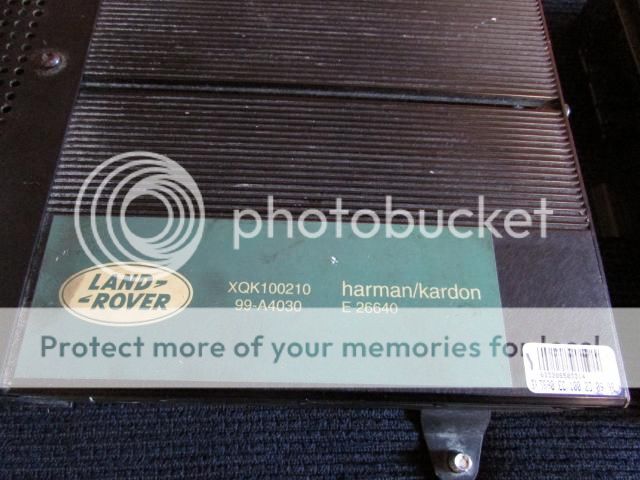 photobucket
LAND-
-ROVER
XQK100210
99-A4030
harman/kardon
E 26640
Protect more of your memories for less!